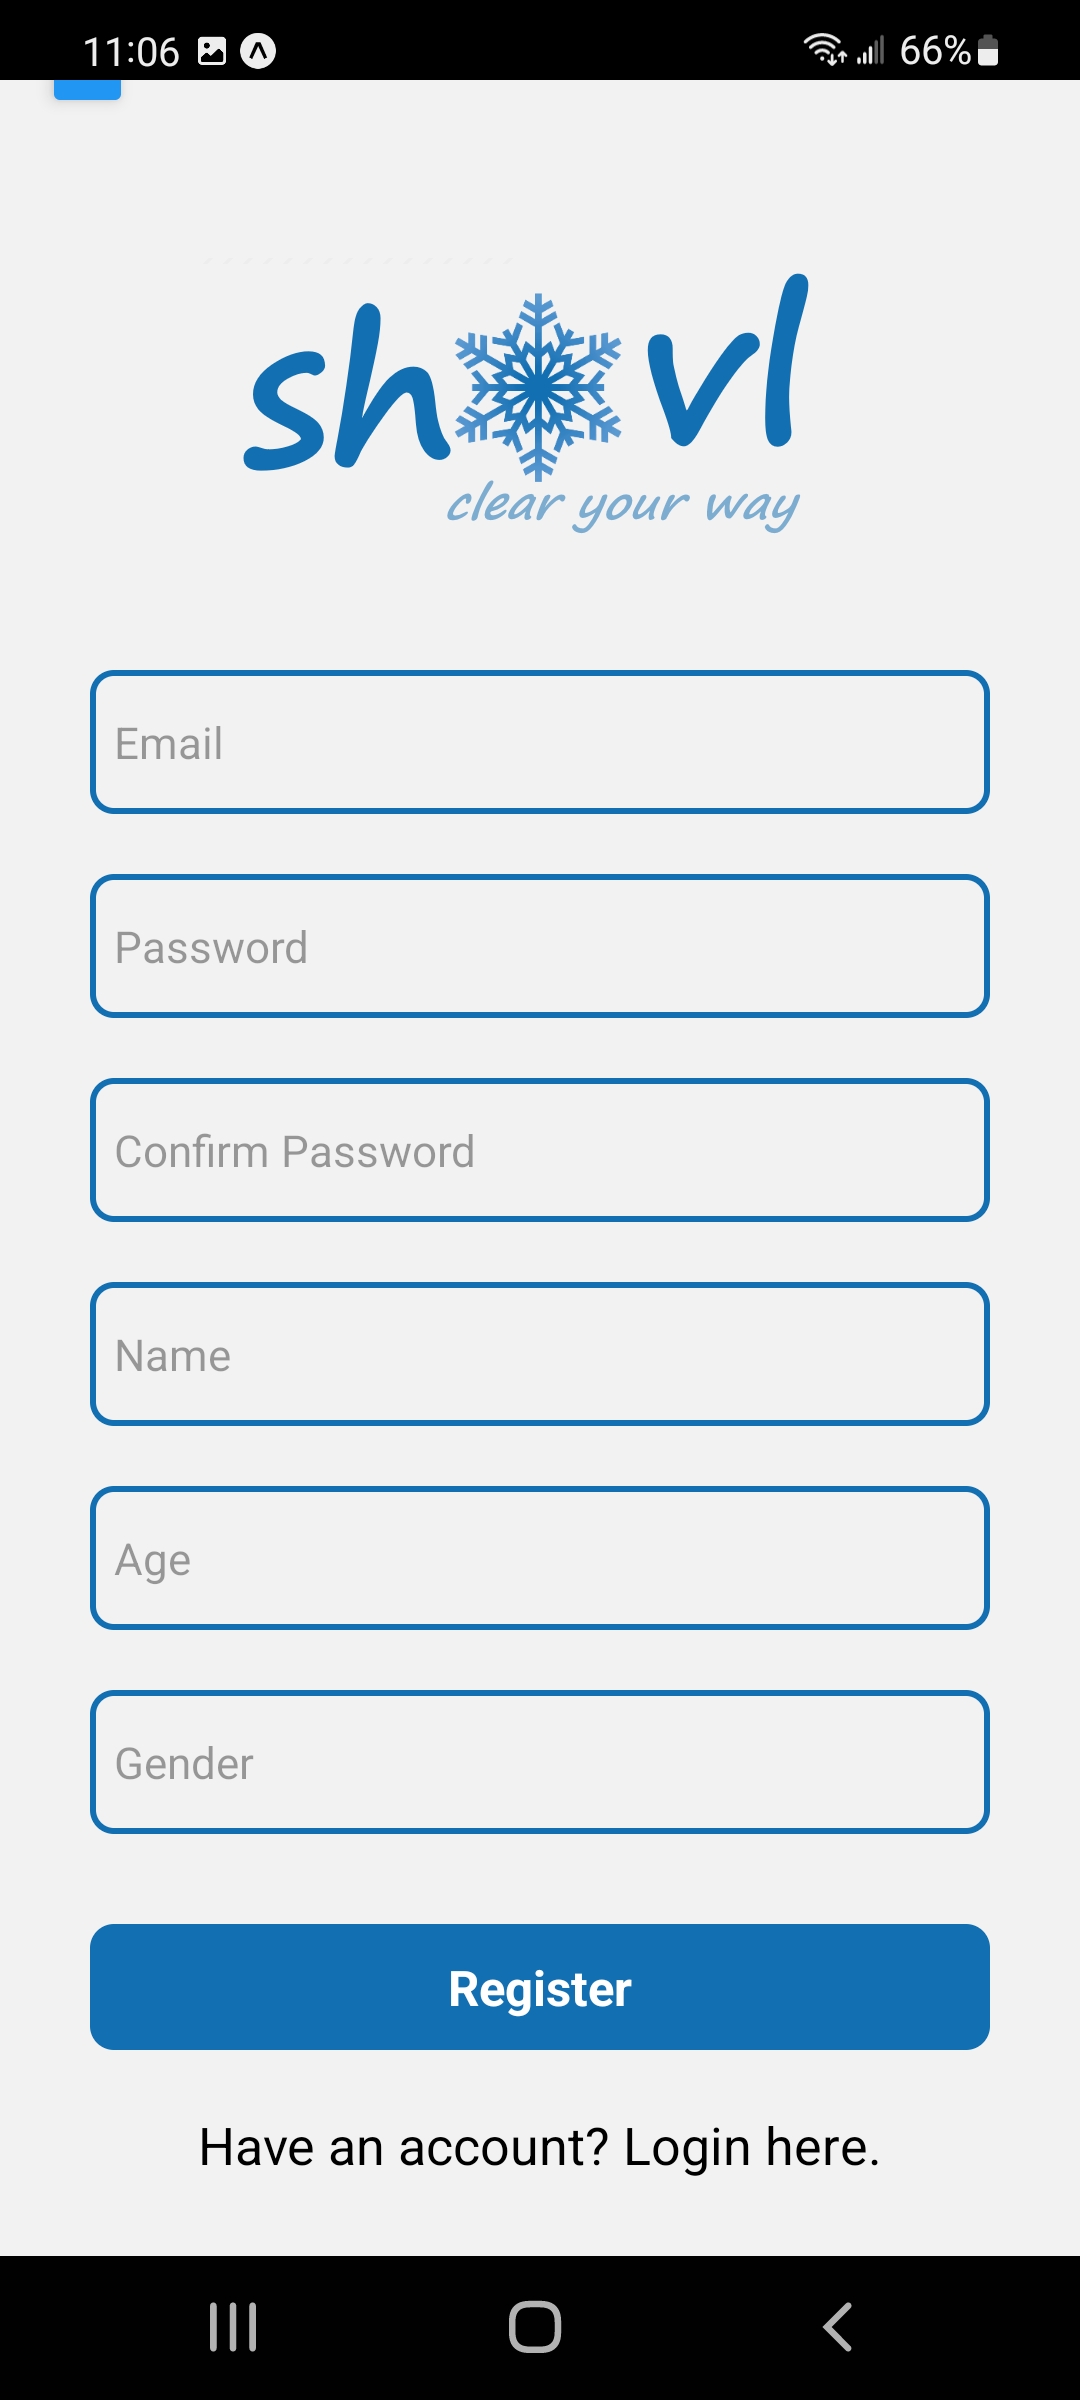 11:06 66%
sh vl
clear your way
Email
Password
Confirm Password
Name
Age
Gender
Register
Have an account? Login here.